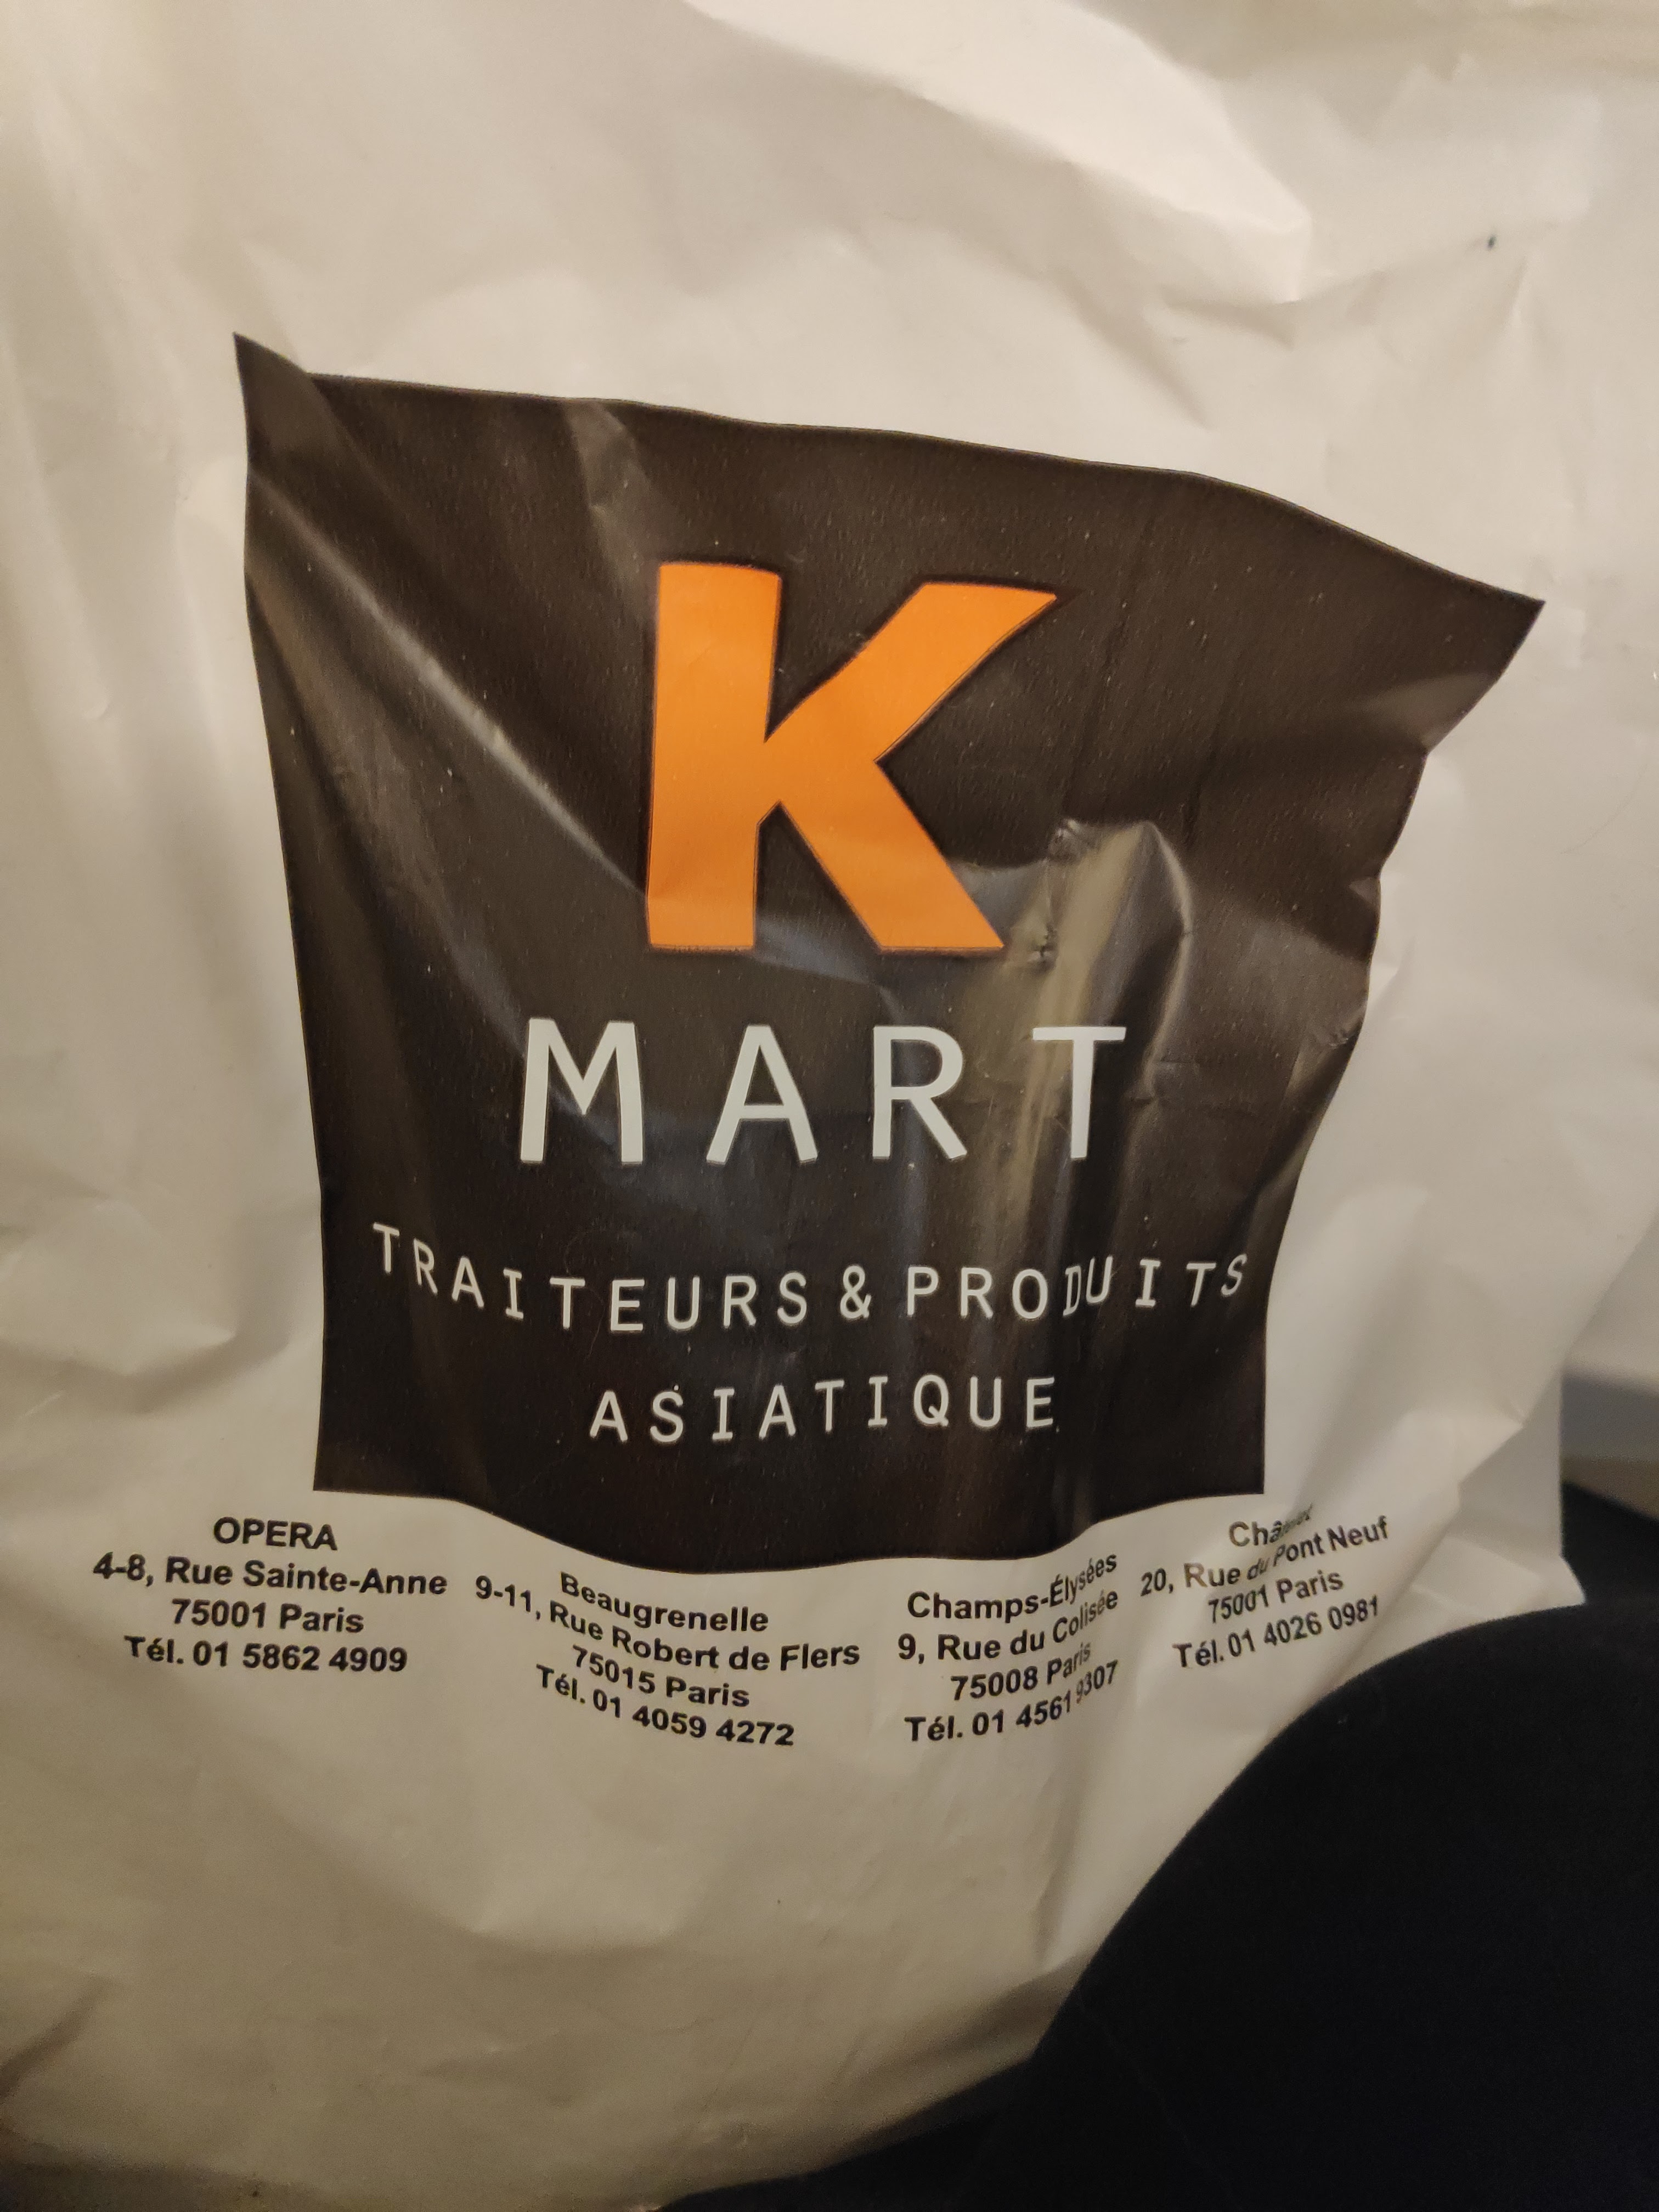 K
MART
TRAITEURS & PRODUITS
ASIATIQUE
OPERA
4-8, Rue Sainte-Anne
75001 Paris
Tél. 01 5862 4909
Beaugrenelle
9-11, Rue Robert de Flers
75015 Paris
Tél. 01 4059 4272
Champs-Élysées
9, Rue du Colisée
75008 Paris
Tél. 01 4561 9307
20, Rue du Pont Neuf
75001 Paris
Tél. 01 4026 0981